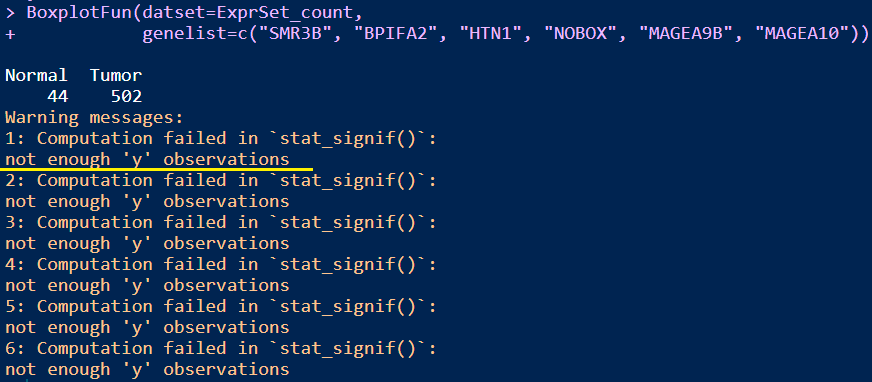 > BoxplotFun(datset=ExprSet_count,
+            genelist=c("SMR3B", "BPIFA2", "HTN1", "NOBOX", "MAGEA9B", "MAGEA10"))
Normal  Tumor
    44    502
Warning messages:
1: Computation failed in `stat_signif()`:
not enough 'y' observations
2: Computation failed in `stat_signif()`:
not enough 'y' observations
3: Computation failed in `stat_signif()`:
not enough 'y' observations
4: Computation failed in `stat_signif()`:
not enough 'y' observations
5: Computation failed in `stat_signif()`:
not enough 'y' observations
6: Computation failed in `stat_signif()`:
not enough 'y' observations